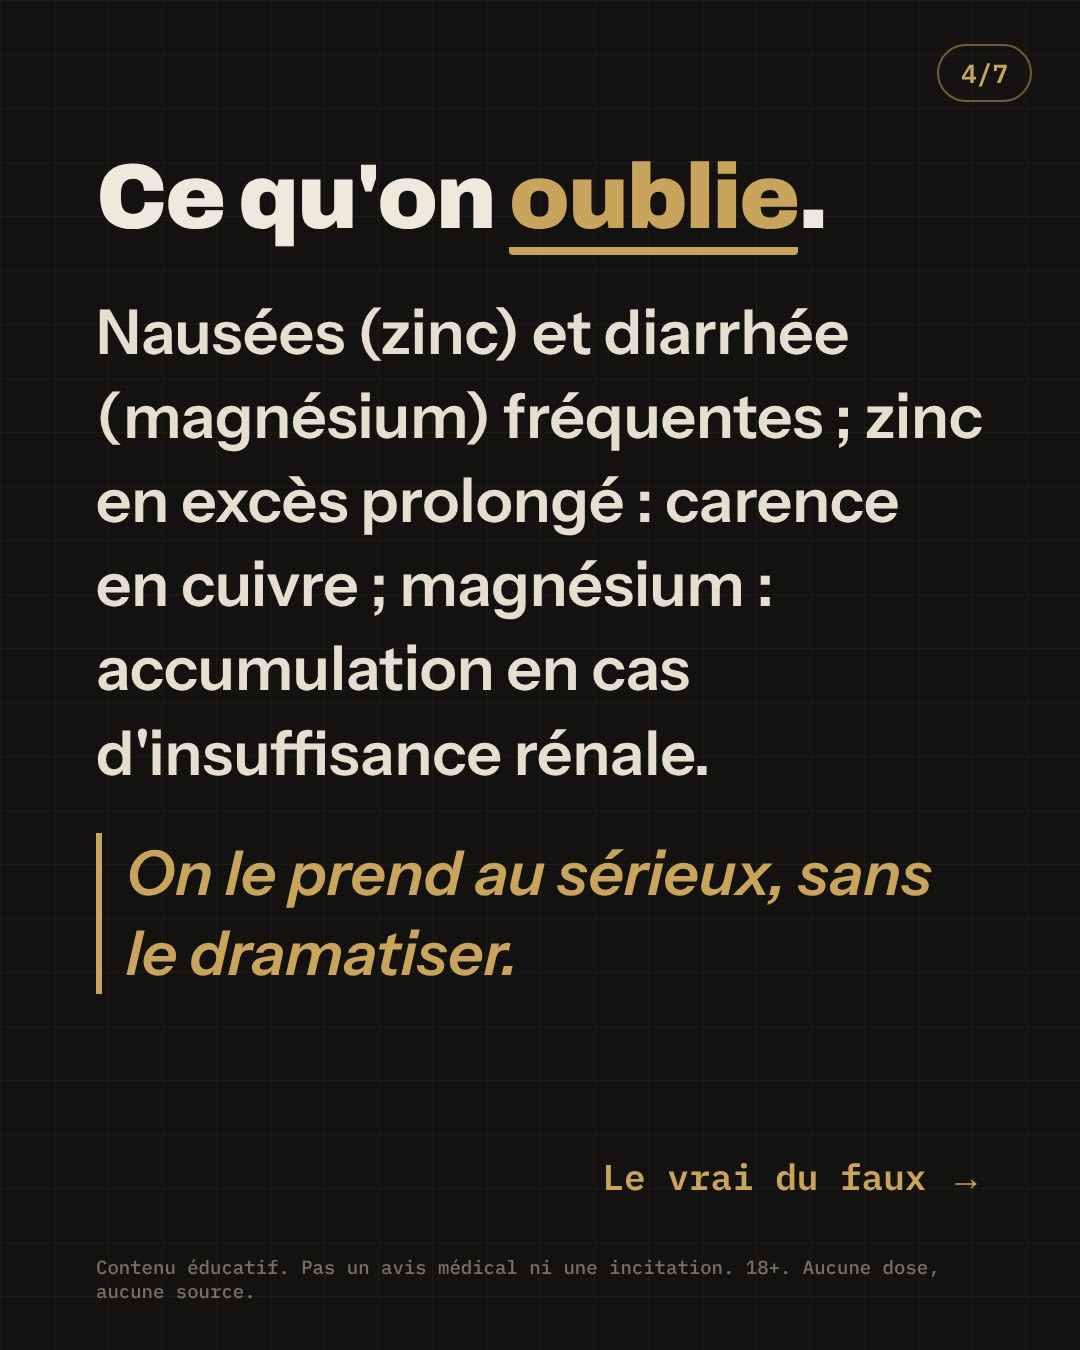 4/7
Ce qu'on oublie.
Nausées (zinc) et diarrhée
(magnésium) fréquentes ; zinc
en excès prolongé : carence
en cuivre ; magnésium :
accumulation en cas
d'insuffisance rénale.
On le prend au sérieux, sans
le dramatiser.
Le vrai du faux →
Contenu éducatif. Pas un avis médical ni une incitation. 18+. Aucune dose,
aucune source.